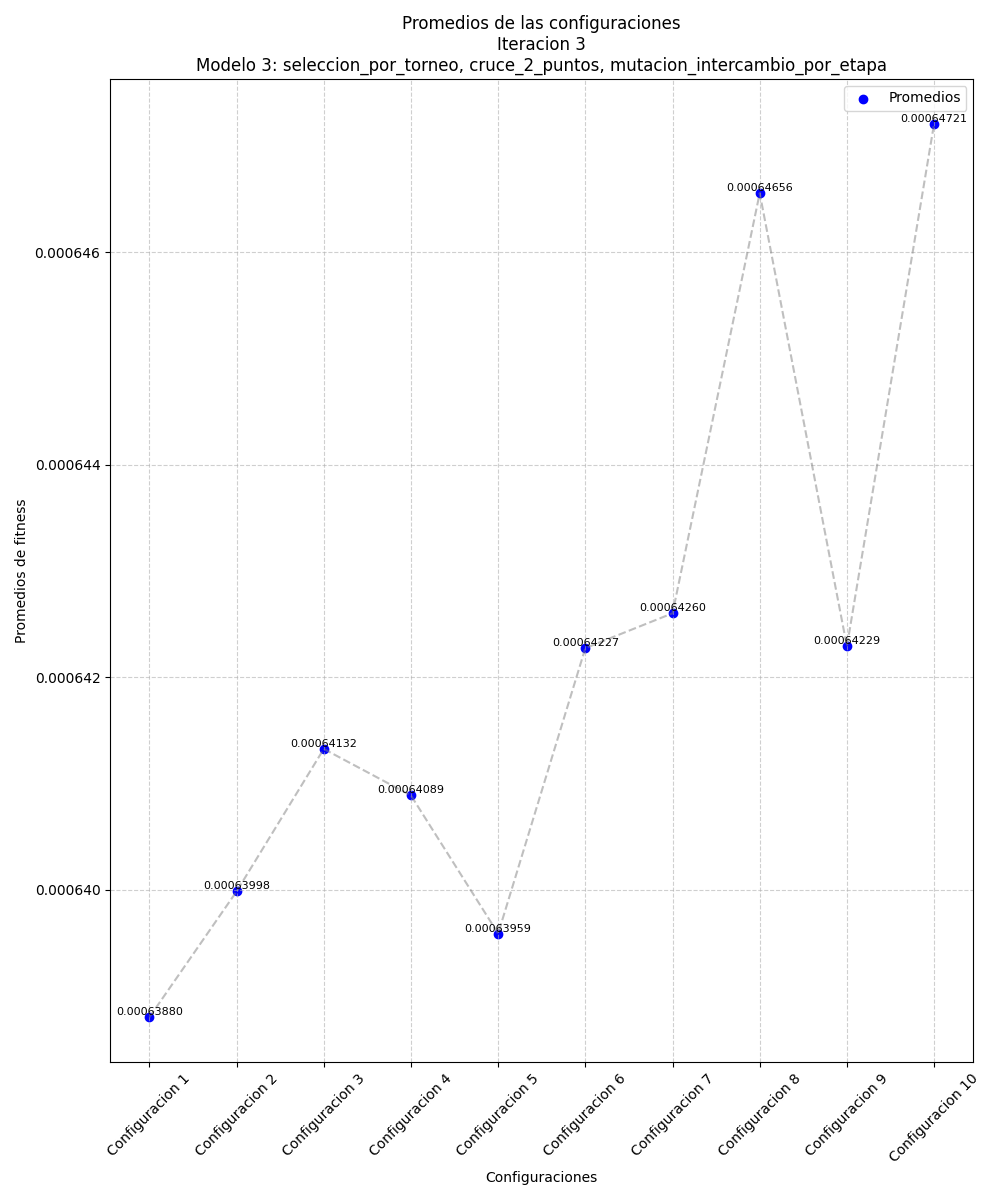 Promedios de las configuraciones
Iteracion 3
Modelo 3: seleccion_por_torneo, cruce_2_puntos, mutacion_intercambio_por_etapa
Promedios
0.00064721
0.00064656
0.000646
0.000644
0.00064260
0.00064227
0.00064229
0.000642
0.00064132
0.00064089
0.00063998
0.000640
0.00063959
0.00063880
Promedios de fitness
Configuracion 1
Configuracion 2
Configuracion 3
Configuracion 4
Configuracion 5
Configuracion 6
Configuracion 7
Configuracion 8
Configuracion 9
Configuracion 10
Configuraciones